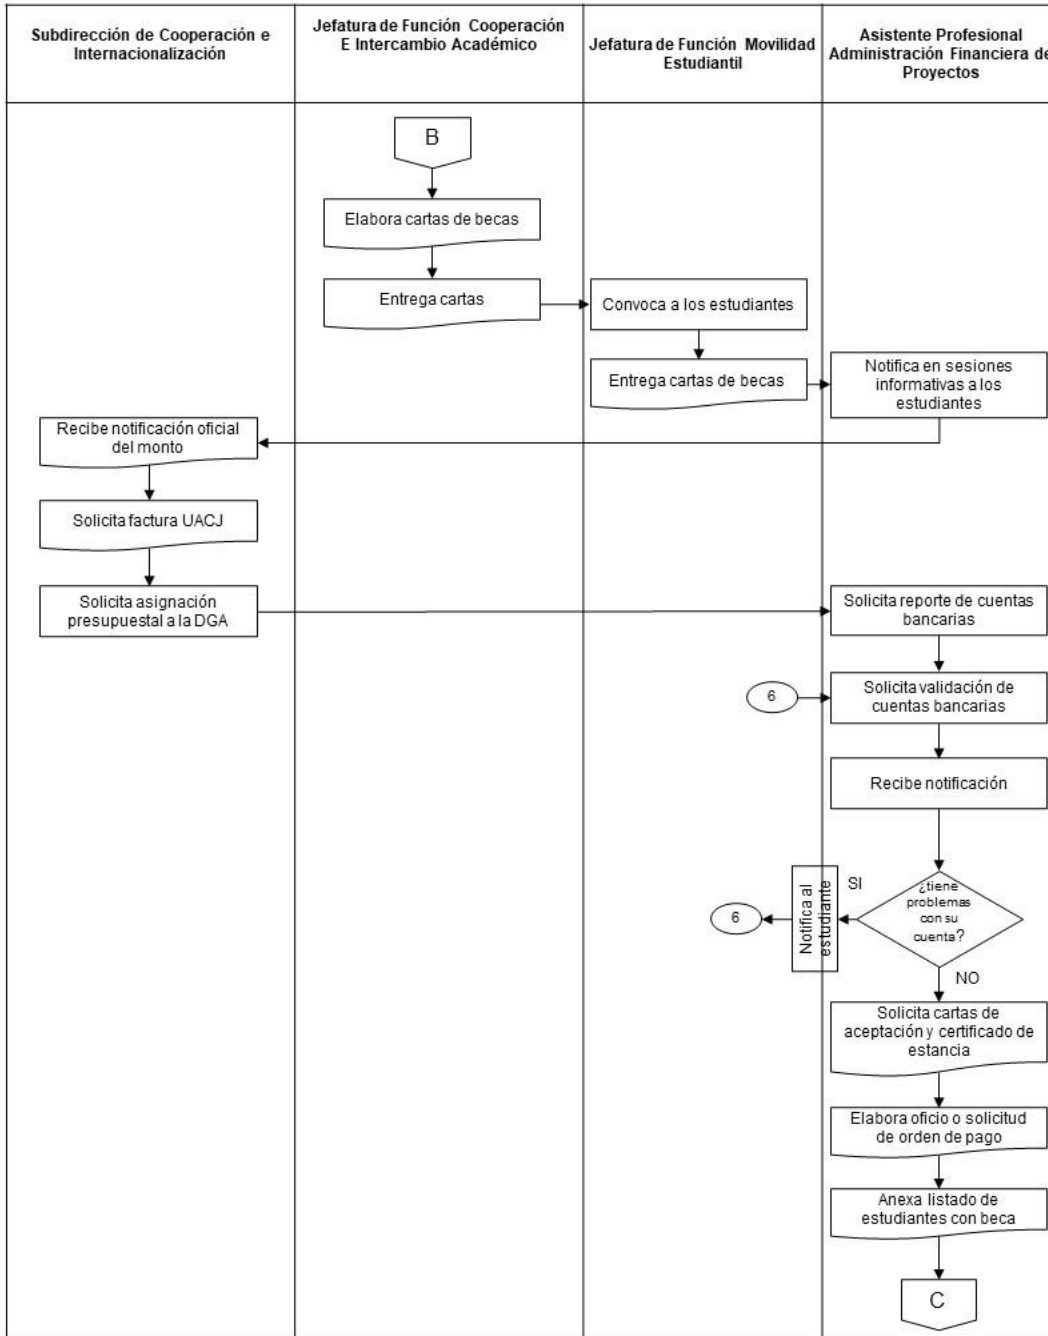 Subdirección de Cooperación e
Internacionalización
Jefatura de Función Cooperación
E Intercambio Académico
Jefatura de Función Movilidad
Estudiantil
Asistente Profesional
Administración Financiera de
Proyectos
B
Elabora cartas de becas
Entrega cartas
Convoca a los estudiantes
Entrega cartas de becas
Notifica en sesiones
informativas a los
estudiantes
Recibe notificación oficial
del monto
Solicita factura UACJ
Solicita asignación
presupuestal a la DGA
Solicita reporte de cuentas
bancarias
6
Solicita validación de
cuentas bancarias
Recibe notificación
¿tiene
problemas
con su
cuenta?
SI
Notifica al
estudiante
6
NO
Solicita cartas de
aceptación y certificado de
estancia
Elabora oficio o solicitud
de orden de pago
Anexa listado de
estudiantes con beca
C